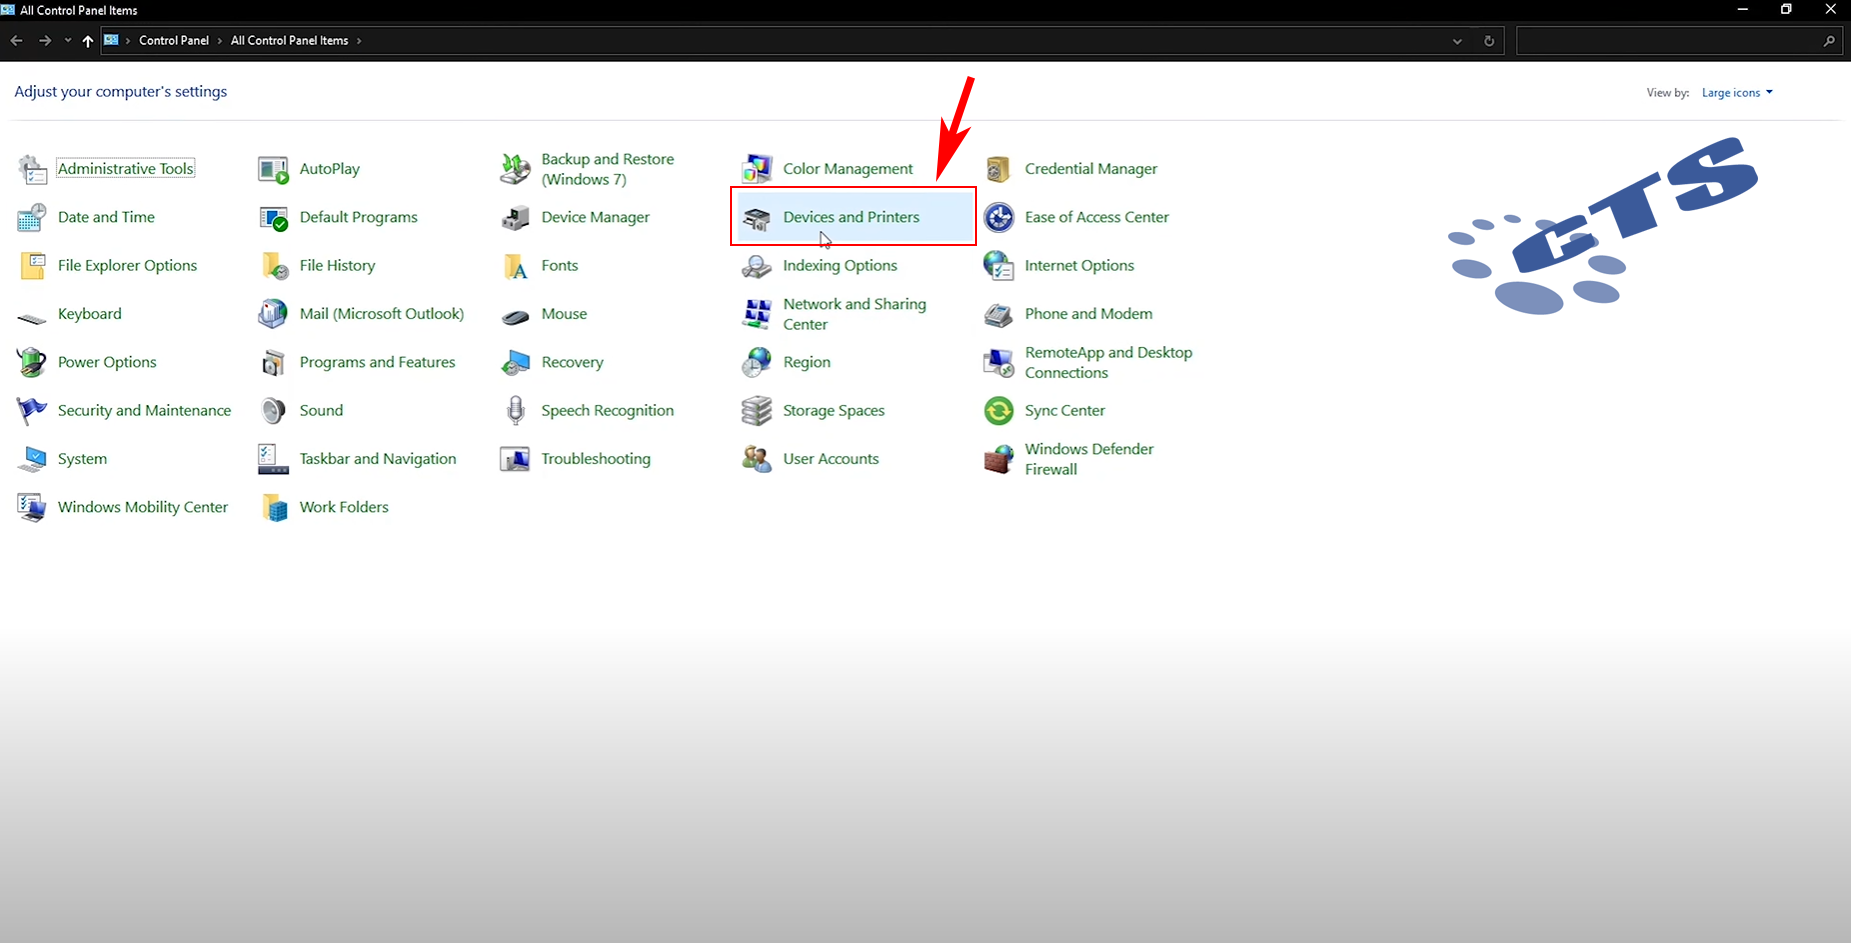 All Control Panel Items
Control Panel
All Control Panel Items
Adjust your computer's settings
View by: Large icons
Administrative Tools
AutoPlay
Backup and Restore
(Windows 7)
Color Management
Credential Manager
Date and Time
Default Programs
Device Manager
Devices and Printers
Ease of Access Center
File Explorer Options
File History
Fonts
Indexing Options
Internet Options
Keyboard
Mail (Microsoft Outlook)
Mouse
Network and Sharing
Center
Phone and Modem
Power Options
Programs and Features
Recovery
Region
RemoteApp and Desktop
Connections
Security and Maintenance
Sound
Speech Recognition
Storage Spaces
Sync Center
System
Taskbar and Navigation
Troubleshooting
User Accounts
Windows Defender
Firewall
Windows Mobility Center
Work Folders
CTS